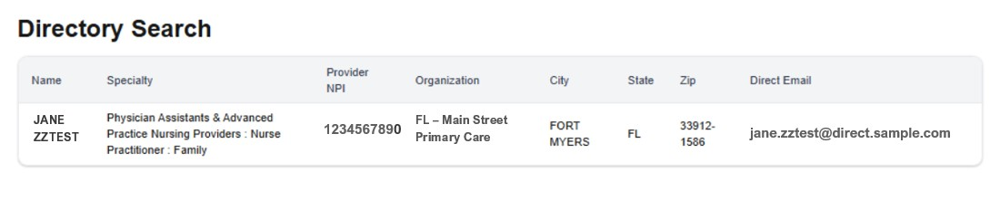 Directory Search
Name Specialty Provider NPI Organization City State Zip Direct Email
JANE ZZTEST
Physician Assistants & Advanced
Practice Nursing Providers : Nurse
Practitioner : Family
1234567890
FL – Main Street
Primary Care
FORT
MYERS
FL
33912-
1586
jane.zztest@direct.sample.com